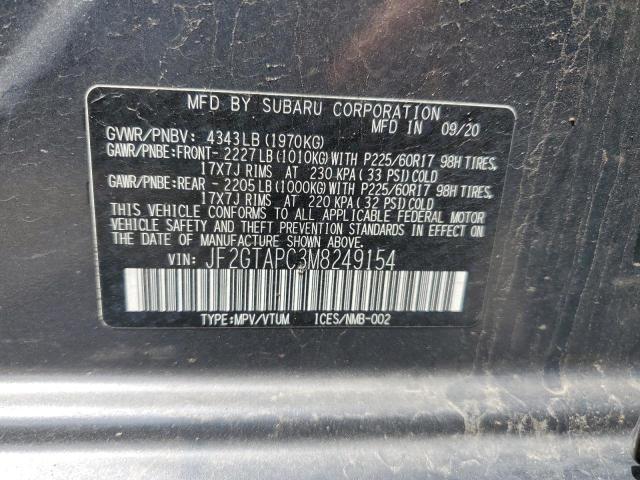 MFD BY SUBARU CORPORATION
MFD IN 09/20
GVWR/PNBV: 4343LB(1970KG)
GAWR/PNBE:FRONT- 2227LB(1010KG)WITH P225/60R17 98H TIRES,
17X7J RIMS AT 230 KPA( 33 PSI)COLD
GAWR/PNBE:REAR - 2205LB(1000KG)WITH P225/60R17 98H TIRES,
17X7J RIMS AT 220 KPA( 32 PSI)COLD
THIS VEHICLE CONFORMS TO ALL APPLICABLE FEDERAL MOTOR
VEHICLE SAFETY AND THEFT PREVENTION STANDARDS IN EFFECT
ON THE DATE OF MANUFACTURE SHOWN ABOVE.
VIN: JF2GTAPC3M8249154
TYPE:MPV/VTUM ICES/NMB-002